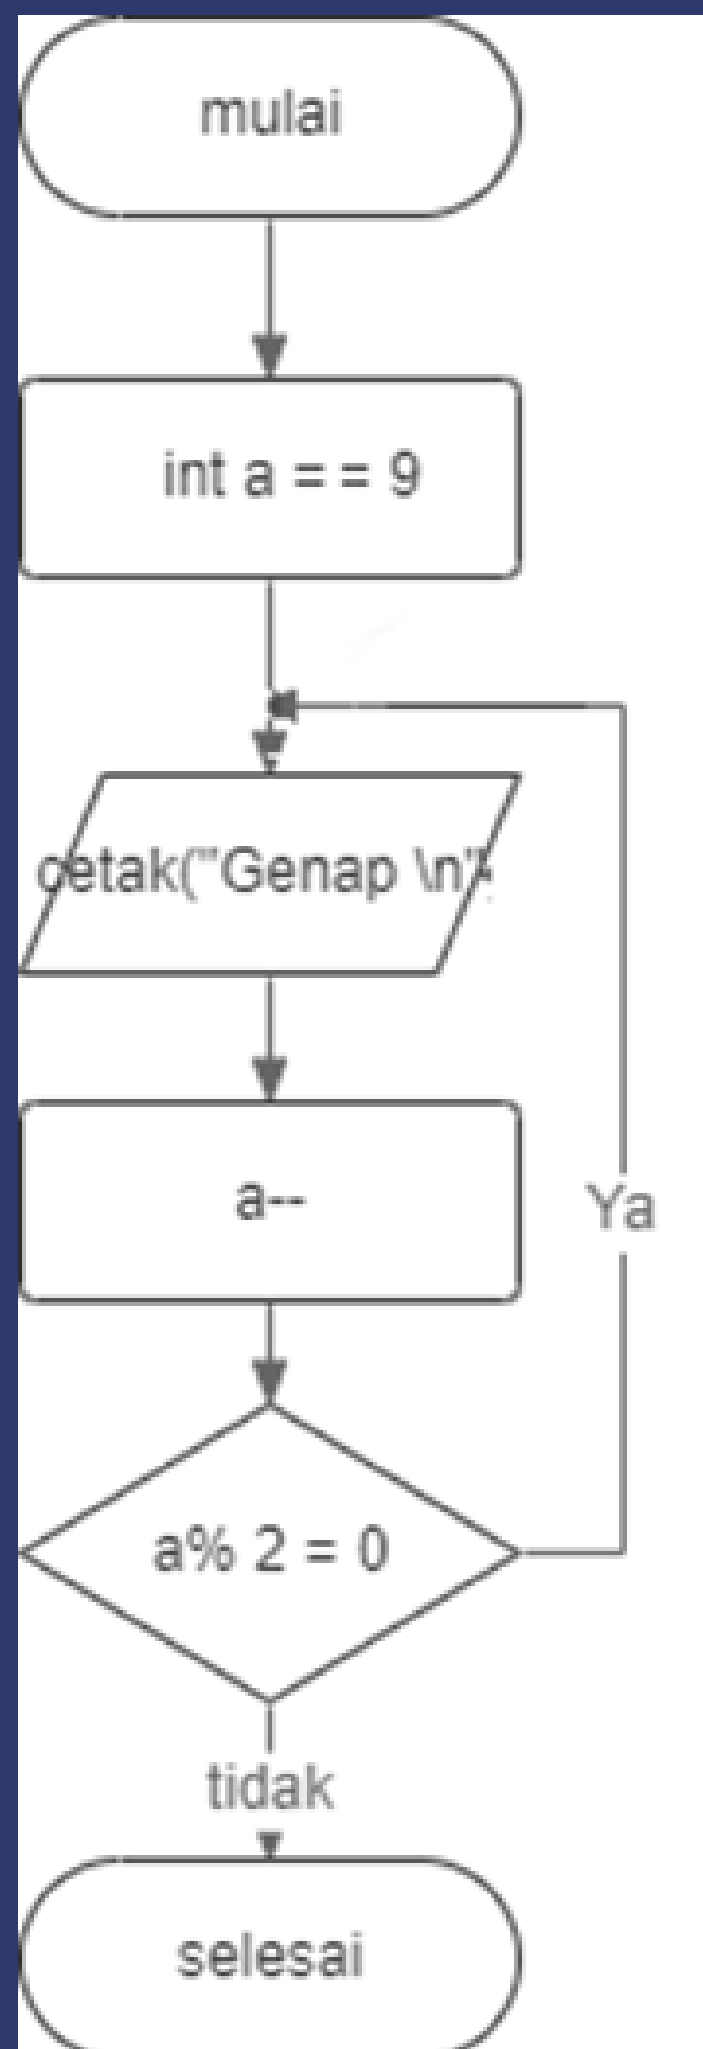 mulai
int a = = 9
cetak("Genap \n");
a--
Ya
a% 2 = 0
tidak
selesai